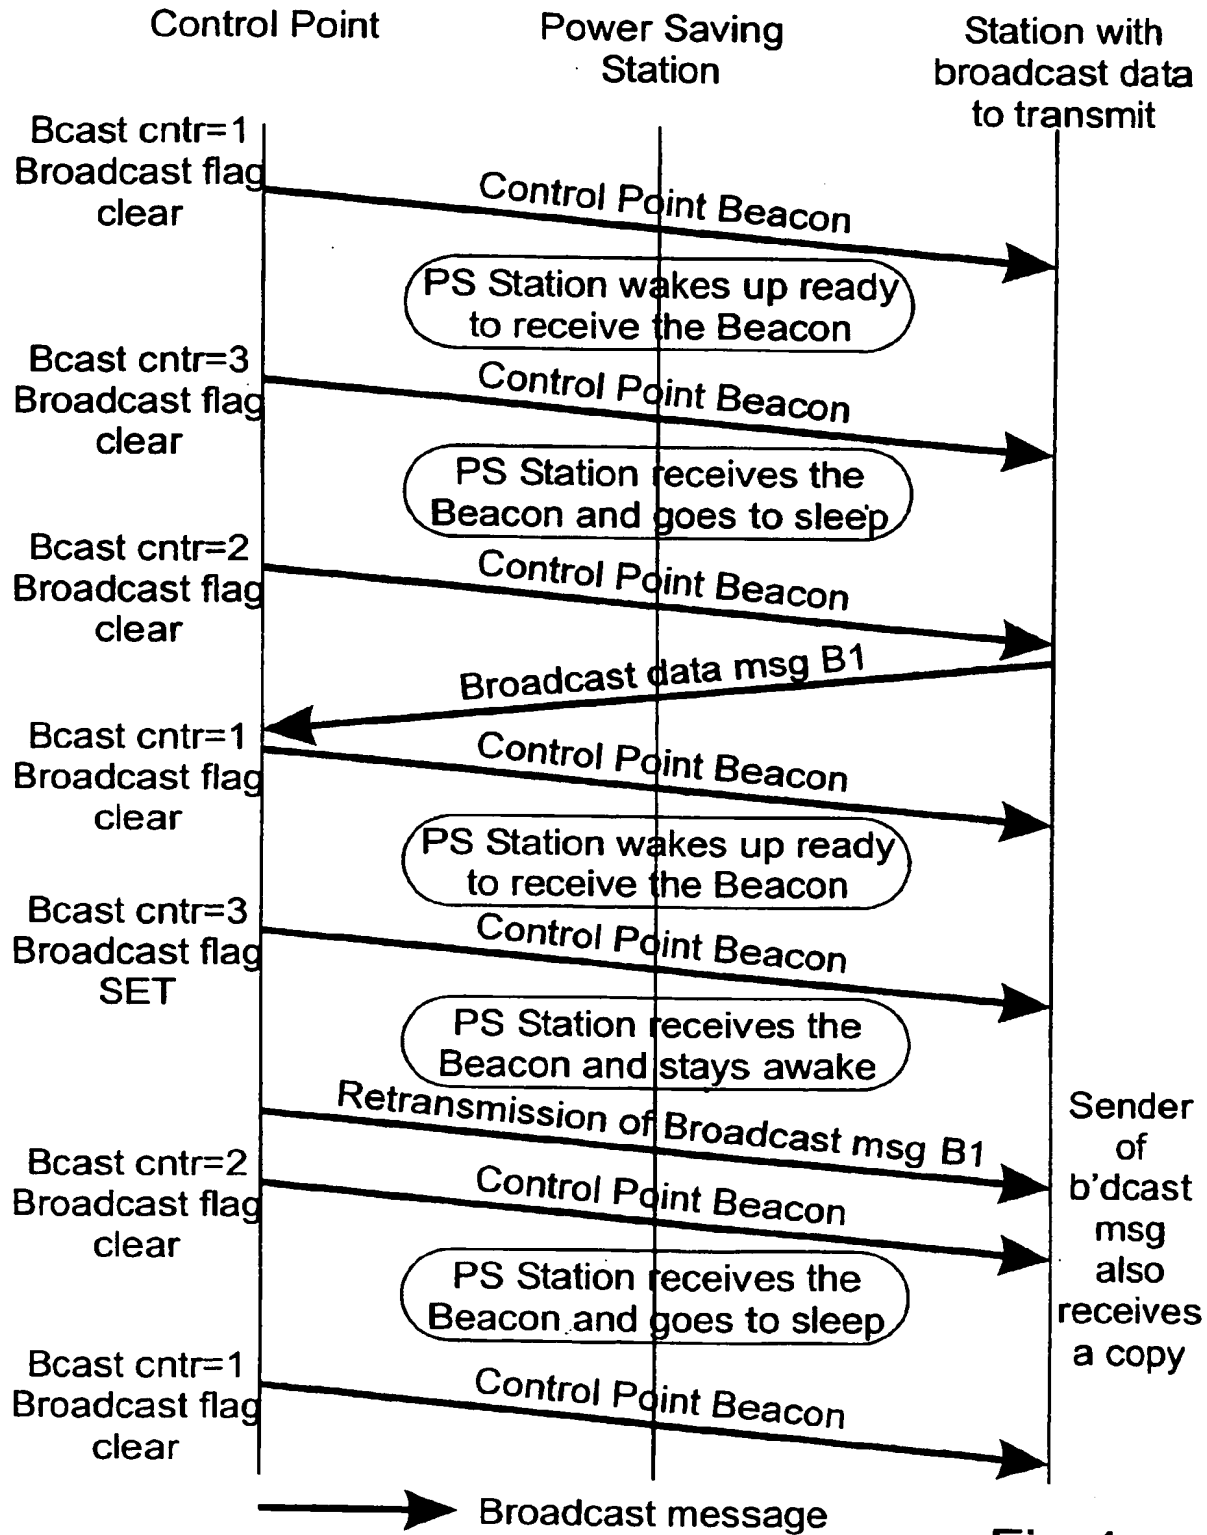 Control Point
Power Saving
Station
Station with
broadcast data
to transmit
Bcast cntr=1
Broadcast flag
clear
Control Point Beacon
PS Station wakes up ready
to receive the Beacon
Bcast cntr=3
Broadcast flag
clear
Control Point Beacon
PS Station receives the
Beacon and goes to sleep
Bcast cntr=2
Broadcast flag
clear
Control Point Beacon
Broadcast data msg B1
Bcast cntr=1
Broadcast flag
clear
Control Point Beacon
PS Station wakes up ready
to receive the Beacon
Bcast cntr=3
Broadcast flag
SET
Control Point Beacon
PS Station receives the
Beacon and stays awake
Retransmission of Broadcast msg B1
Sender
of
b'dcast
msg
also
receives
a copy
Bcast cntr=2
Broadcast flag
clear
Control Point Beacon
PS Station receives the
Beacon and goes to sleep
Bcast cntr=1
Broadcast flag
clear
Control Point Beacon
Broadcast message